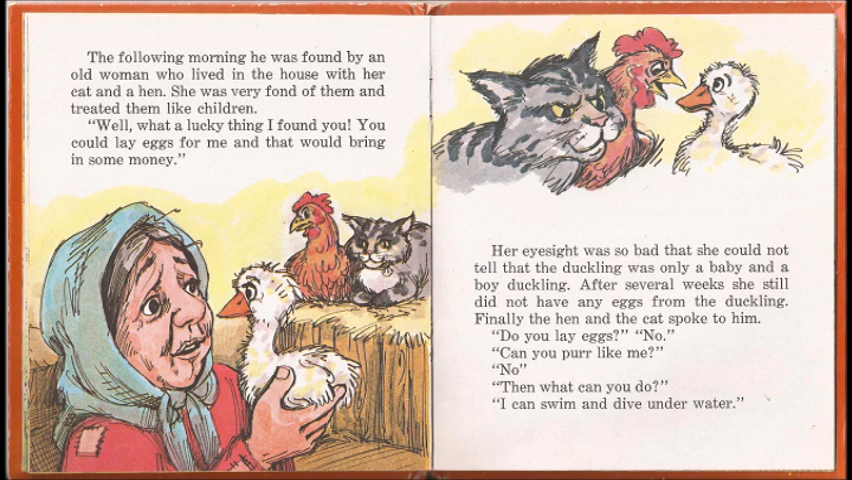 The following morning he was found by an
old woman who lived in the house with her
cat and a hen. She was very fond of them and
treated them like children.
“Well, what a lucky thing I found you! You
could lay eggs for me and that would bring
in some money.”
Her eyesight was so bad that she could not
tell that the duckling was only a baby and a
boy duckling. After several weeks she still
did not have any eggs from the duckling.
Finally the hen and the cat spoke to him.
“Do you lay eggs?” “No.”
“Can you purr like me?”
“No”
“Then what can you do?”
“I can swim and dive under water.”